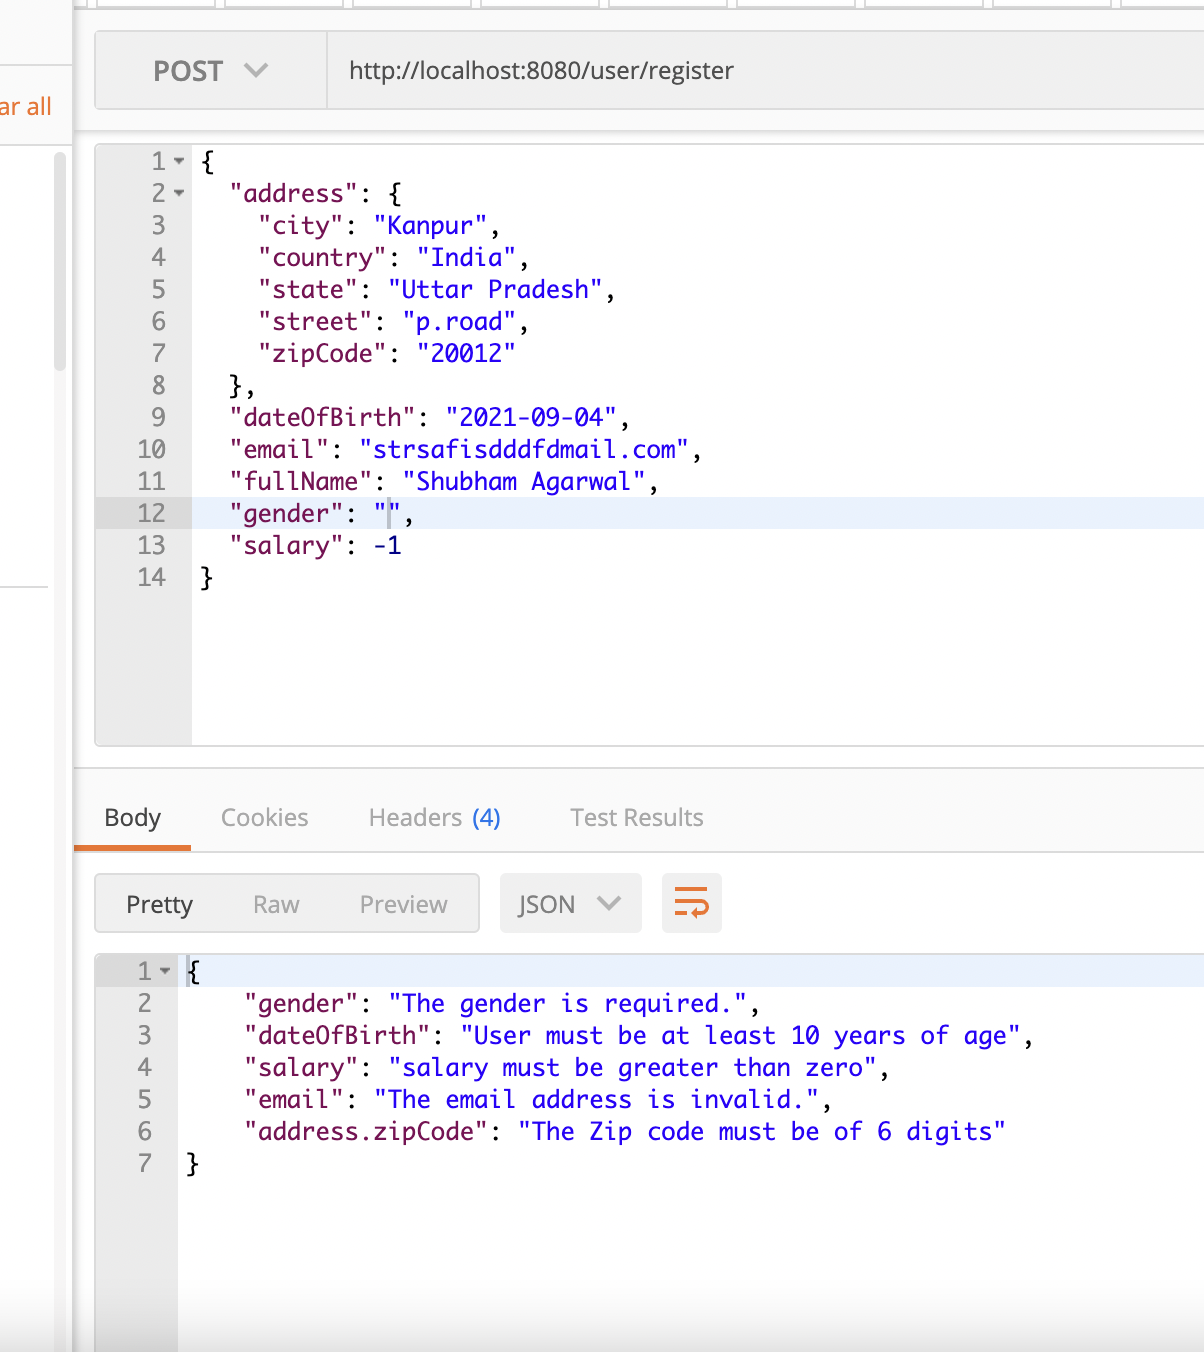 POST http://localhost:8080/user/register
ar all
1 {
2 "address": {
3 "city": "Kanpur",
4 "country": "India",
5 "state": "Uttar Pradesh",
6 "street": "p.road",
7 "zipCode": "20012"
8 },
9 "dateOfBirth": "2021-09-04",
10 "email": "strsafisdddfdmail.com",
11 "fullName": "Shubham Agarwal",
12 "gender": "",
13 "salary": -1
14 }
Body Cookies Headers (4) Test Results
Pretty Raw Preview JSON
1 {
2 "gender": "The gender is required.",
3 "dateOfBirth": "User must be at least 10 years of age",
4 "salary": "salary must be greater than zero",
5 "email": "The email address is invalid.",
6 "address.zipCode": "The Zip code must be of 6 digits"
7 }